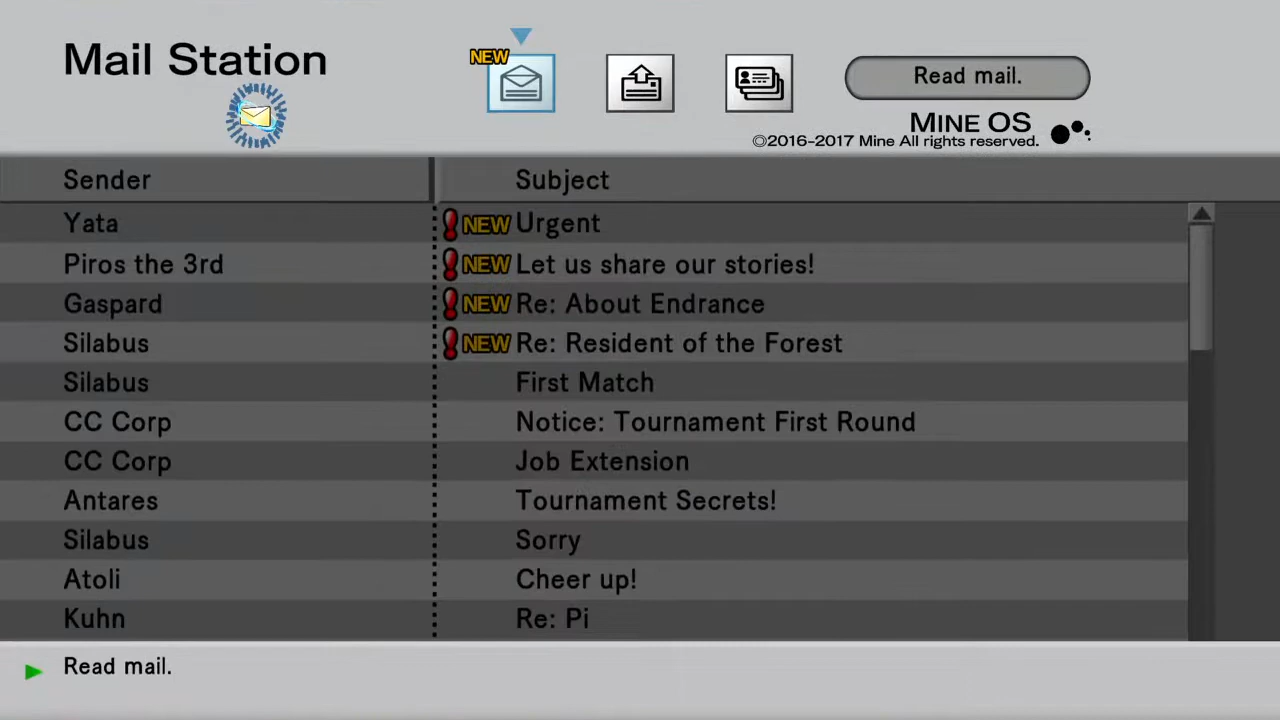 Mail Station
NEW
Read mail.
MINE OS
©2016-2017 Mine All rights reserved.
Sender Subject
Yata NEW Urgent
Piros the 3rd NEW Let us share our stories!
Gaspard NEW Re: About Endrance
Silabus NEW Re: Resident of the Forest
Silabus First Match
CC Corp Notice: Tournament First Round
CC Corp Job Extension
Antares Tournament Secrets!
Silabus Sorry
Atoli Cheer up!
Kuhn Re: Pi
Read mail.